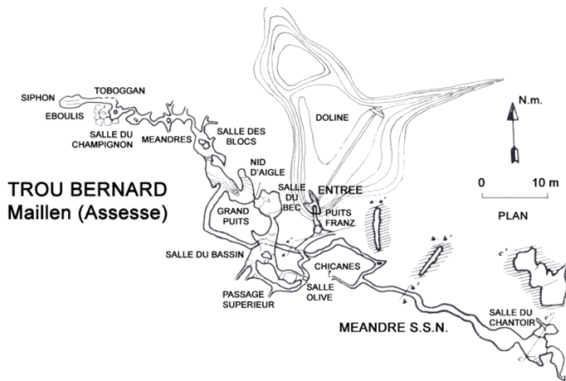 SIPHON
TOBOGGAN
EBOULIS
SALLE DU
CHAMPIGNON
MEANDRES
SALLE DES
BLOCS
DOLINE
N.m.
TROU BERNARD
Maillen (Assesse)
NID
D'AIGLE
SALLE
DU
BEC
ENTREE
PUITS
FRANZ
GRAND
PUITS
0 10 m
PLAN
SALLE DU BASSIN
PASSAGE
SUPERIEUR
SALLE
OLIVE
CHICANES
?
MEANDRE S.S.N.
SALLE DU
CHANTOIR